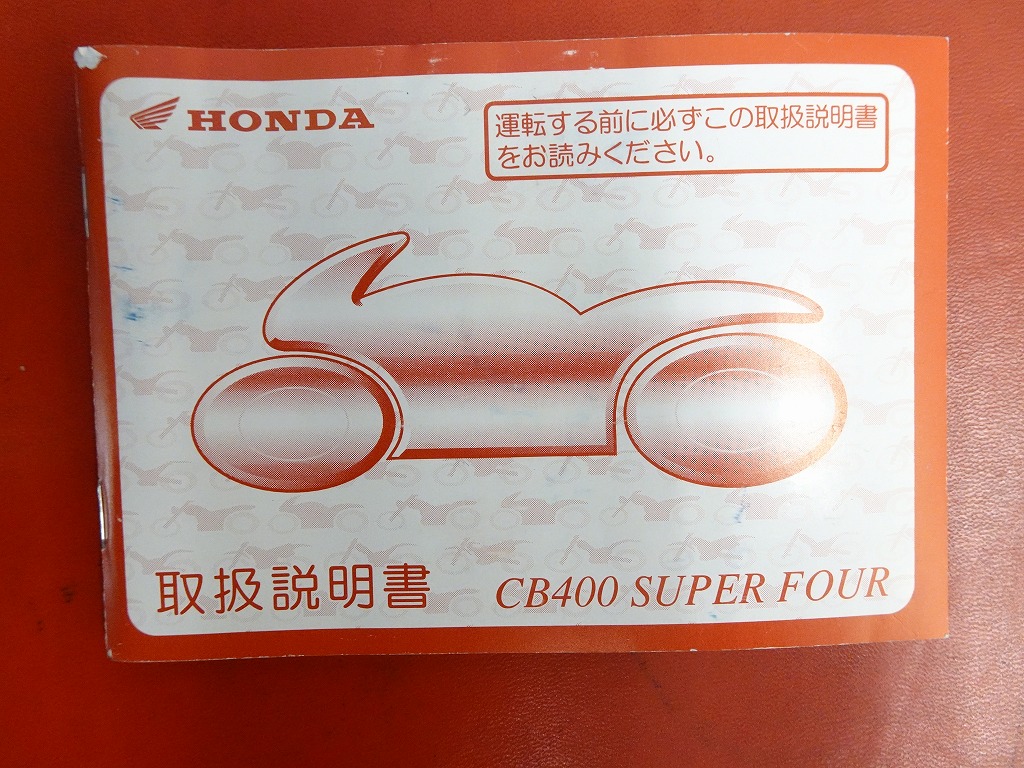 HONDA
運転する前に必ずこの取扱説明書
をお読みください。
取扱説明書
CB400 SUPER FOUR